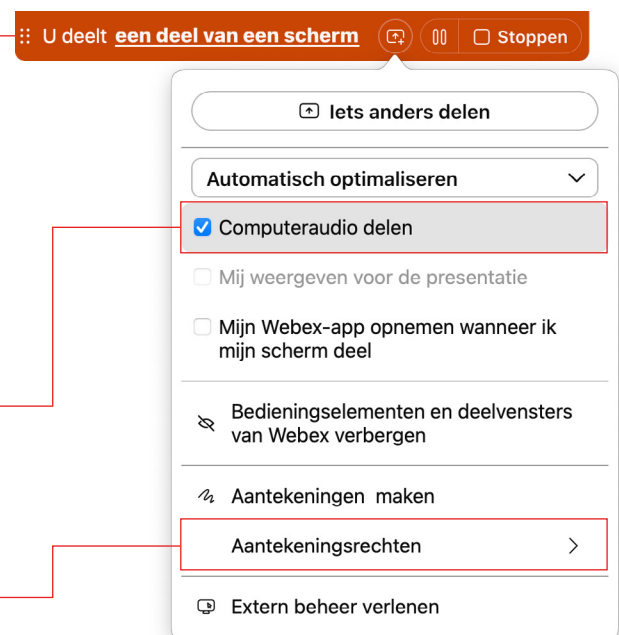 U deelt een deel van een scherm Stoppen
Iets anders delen
Automatisch optimaliseren
Computeraudio delen
Mij weergeven voor de presentatie
Mijn Webex-app opnemen wanneer ik
mijn scherm deel
Bedieningselementen en deelvensters
van Webex verbergen
Aantekeningen maken
Aantekeningsrechten
Extern beheer verlenen